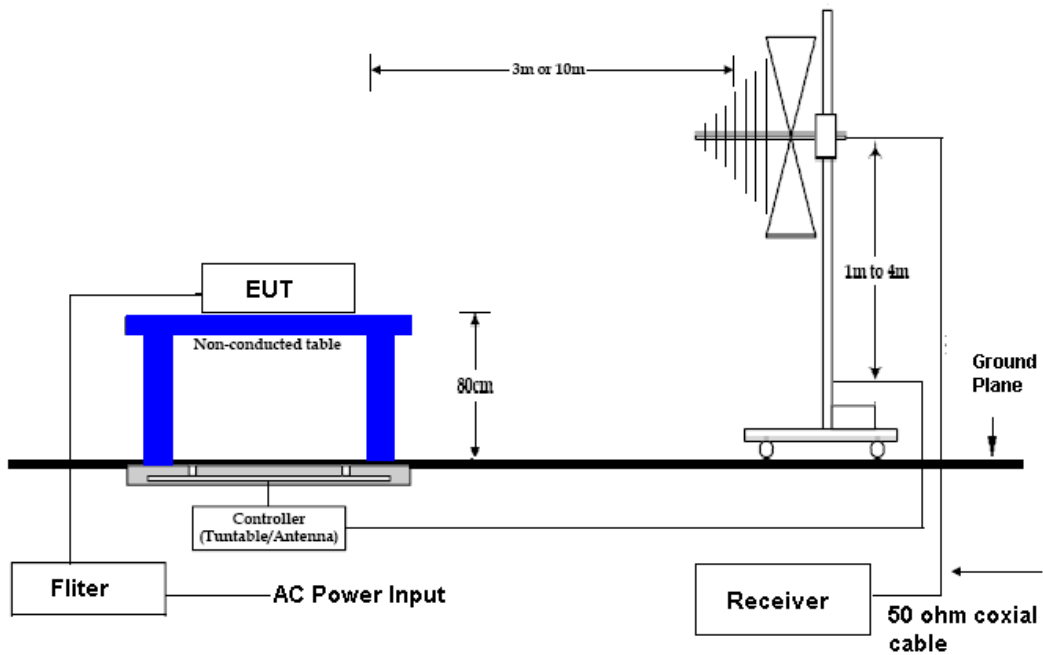 3m or 10m
EUT
Non-conducted table
80cm
1m to 4m
Ground
Plane
Controller
(Tuntable/Antenna)
Fliter
AC Power Input
Receiver
50 ohm coxial
cable